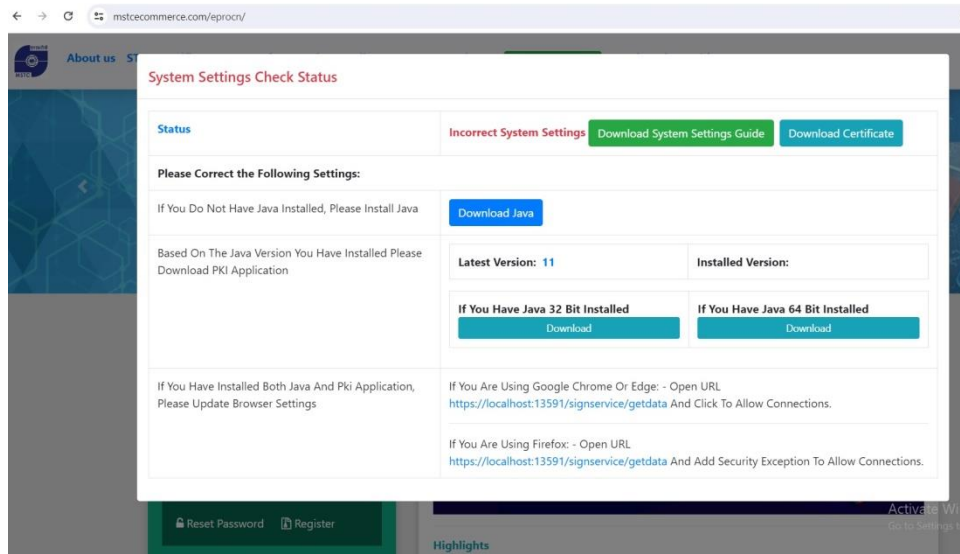 mstcecommerce.com/eprocn/
MSTC
About us
System Settings Check Status
Status
Incorrect System Settings
Download System Settings Guide
Download Certificate
Please Correct the Following Settings:
If You Do Not Have Java Installed, Please Install Java
Download Java
Based On The Java Version You Have Installed Please
Download PKI Application
Latest Version: 11
Installed Version:
If You Have Java 32 Bit Installed
Download
If You Have Java 64 Bit Installed
Download
If You Have Installed Both Java And Pki Application,
Please Update Browser Settings
If You Are Using Google Chrome Or Edge: - Open URL
https://localhost:13591/signservice/getdata And Click To Allow Connections.
If You Are Using Firefox: - Open URL
https://localhost:13591/signservice/getdata And Add Security Exception To Allow Connections.
Reset Password
Register
Highlights
Activate Wi
Go to Settings t